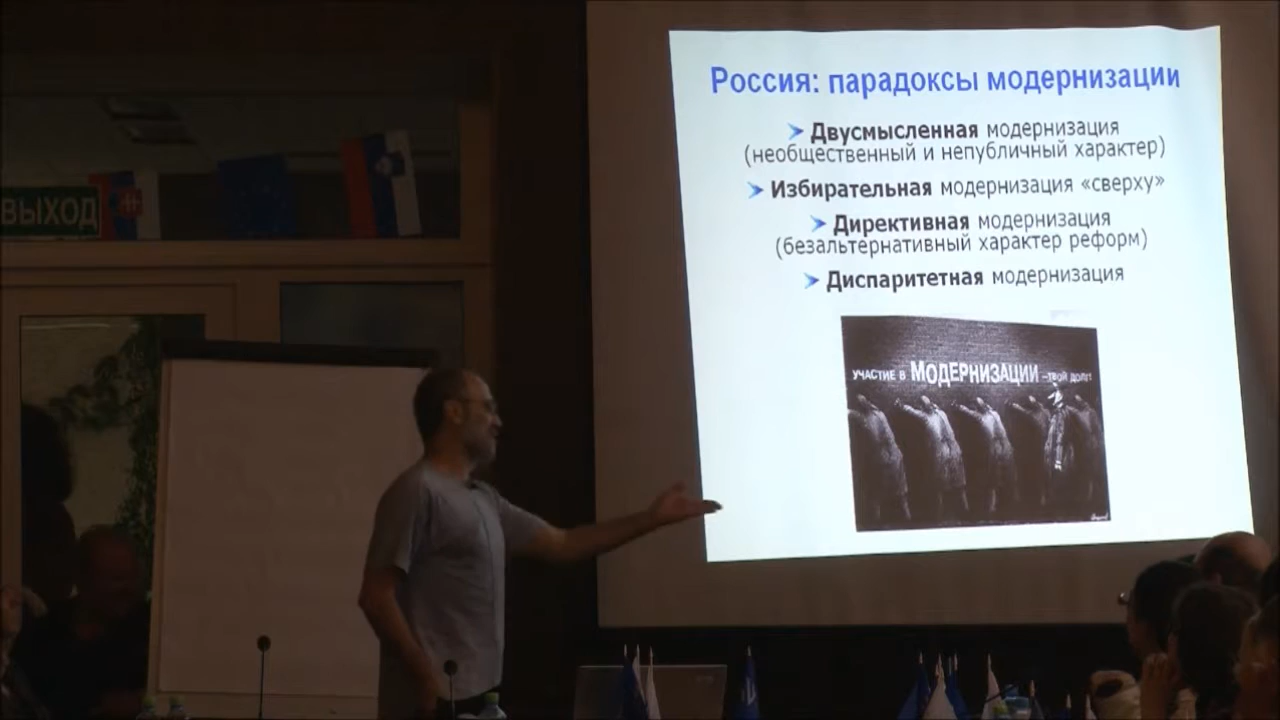 Россия: парадоксы модернизации
Двусмысленная модернизация
(необщественный и непубличный характер)
Избирательная модернизация «сверху»
Директивная модернизация
(безальтернативный характер реформ)
Диспаритетная модернизация
УЧАСТИЕ В МОДЕРНИЗАЦИИ – ТВОЙ ДОЛГ!
ВЫХОД